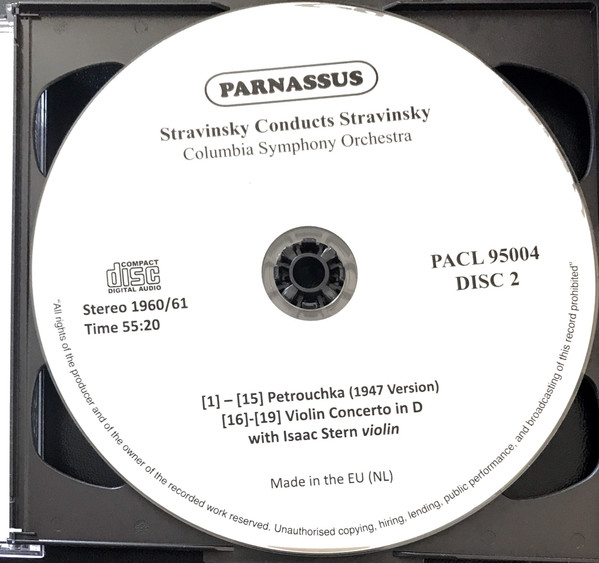 PARNASSUS
Stravinsky Conducts Stravinsky
Columbia Symphony Orchestra
COMPACT
disc
DIGITAL AUDIO
Stereo 1960/61
Time 55:20
PACL 95004
DISC 2
[1] – [15] Petrouchka (1947 Version)
[16]-[19] Violin Concerto in D
with Isaac Stern violin
Made in the EU (NL)
"All rights of the producer and of the owner of the recorded work reserved. Unauthorised copying, hiring, lending, public performance, and broadcasting of this record prohibited"